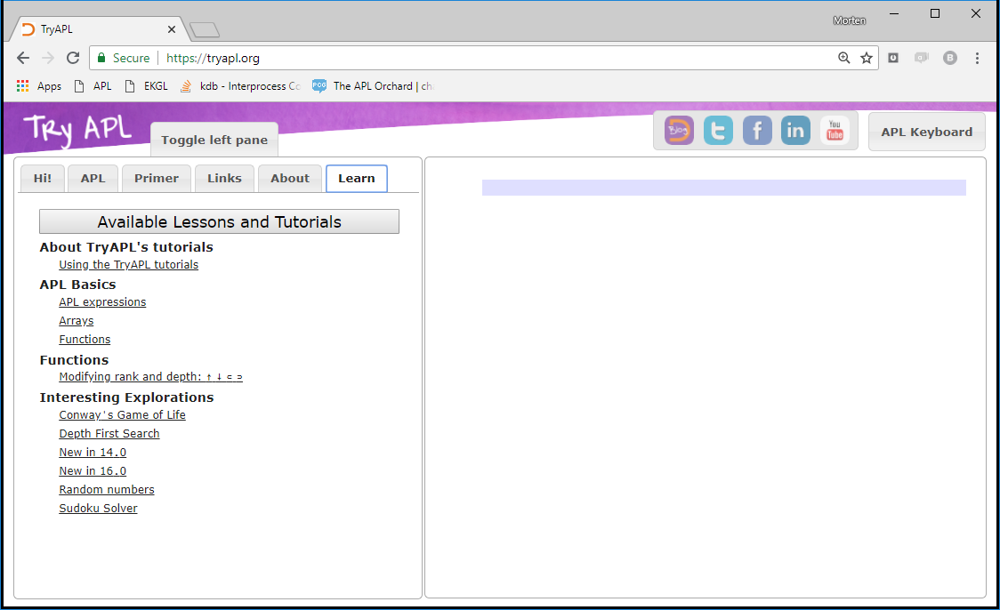 TryAPL
Morten
Secure https://tryapl.org
Apps APL EKGL kdb - Interprocess Co The APL Orchard | ch
Try APL
Toggle left pane
Blog
You
Tube
APL Keyboard
Hi! APL Primer Links About Learn
Available Lessons and Tutorials
About TryAPL's tutorials
Using the TryAPL tutorials
APL Basics
APL expressions
Arrays
Functions
Functions
Modifying rank and depth: ↑ ↓ ⊂ ⊃
Interesting Explorations
Conway's Game of Life
Depth First Search
New in 14.0
New in 16.0
Random numbers
Sudoku Solver